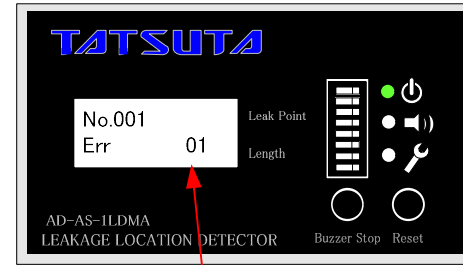 TATSUTA
No.001
Err 01
Leak Point
Length
AD-AS-1LDMA
LEAKAGE LOCATION DETECTOR
Buzzer Stop Reset